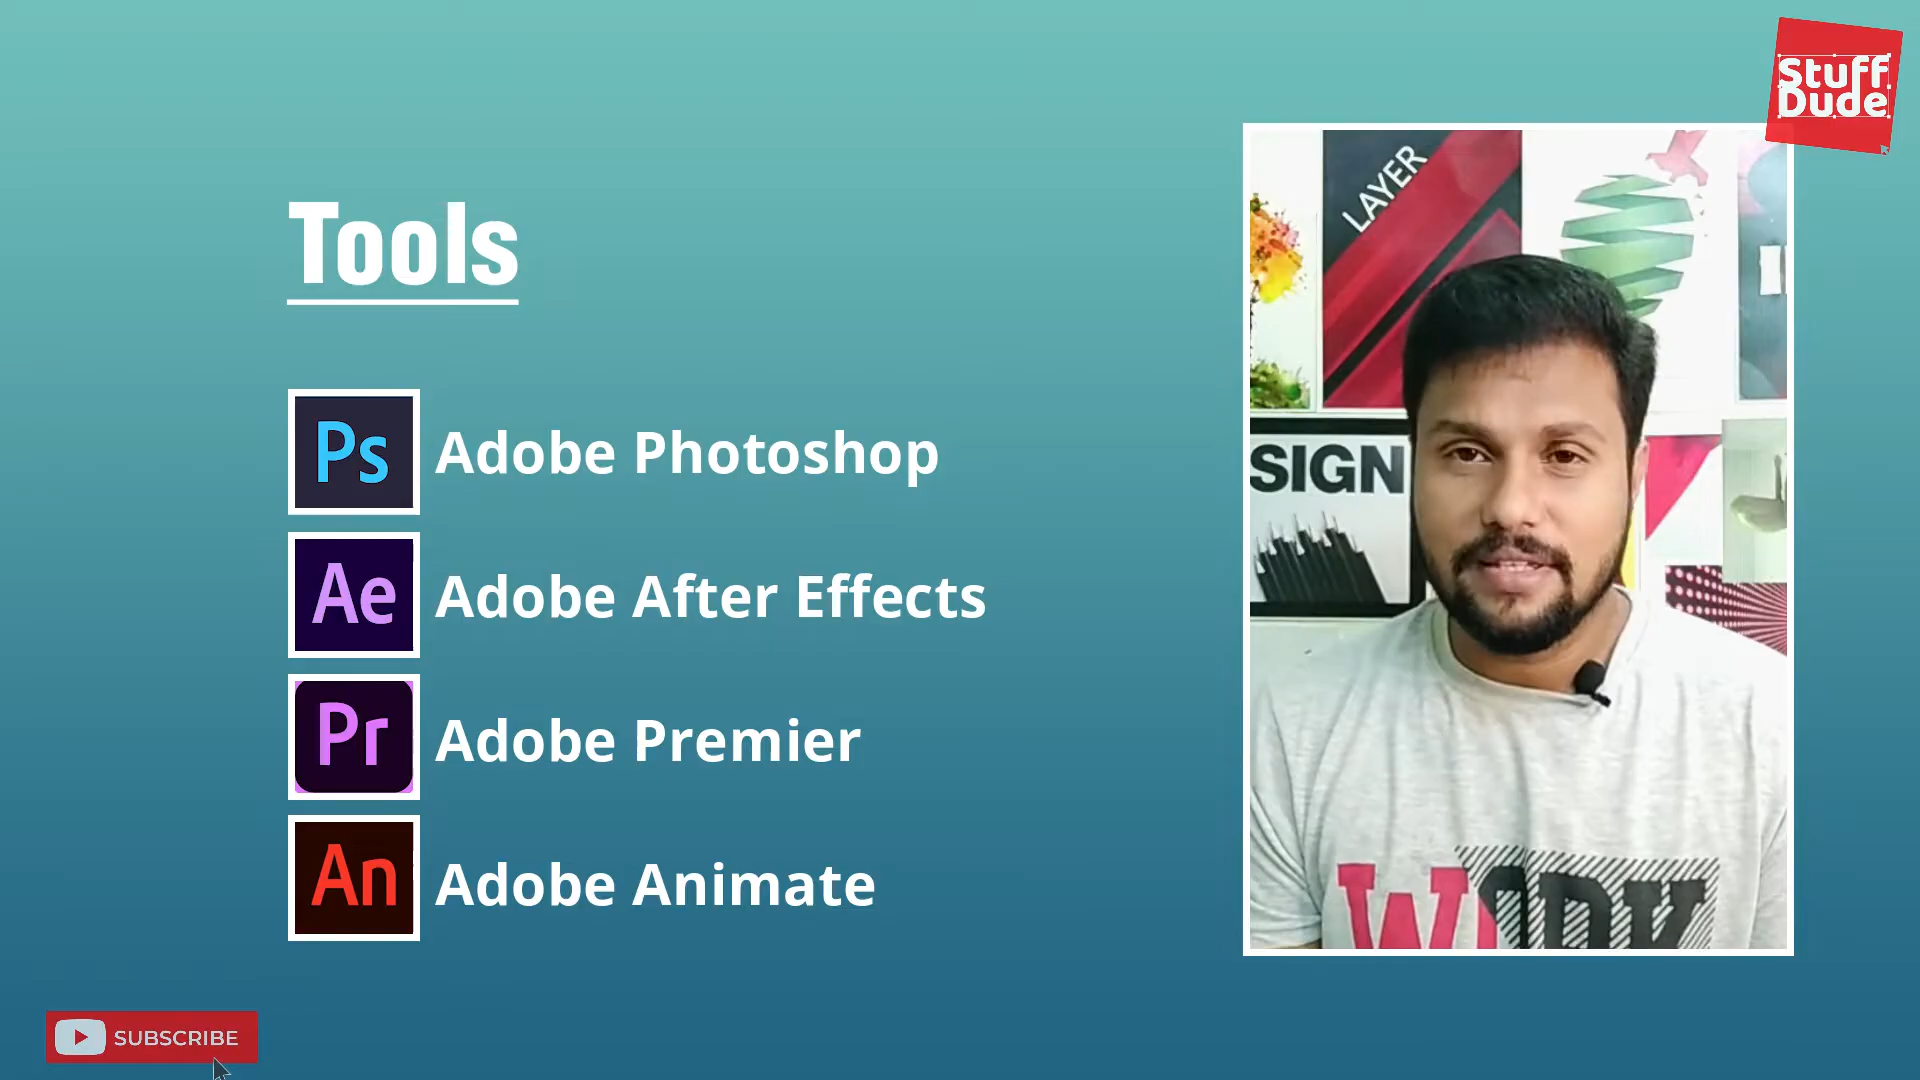 Stuff
Dude
Tools
Ps
Adobe Photoshop
Ae
Adobe After Effects
Pr
Adobe Premier
An
Adobe Animate
LAYER
SIGN
WORK
SUBSCRIBE